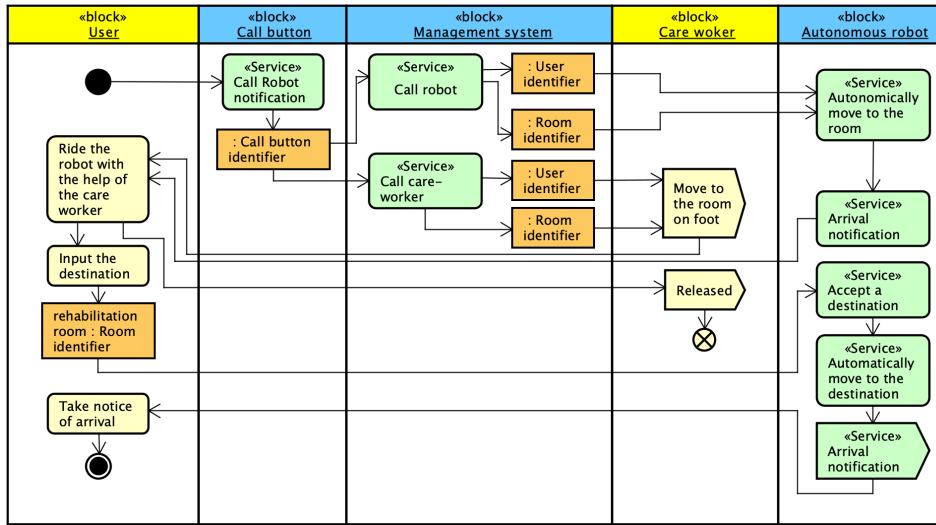 «block»
User
«block»
Call button
«block»
Management system
«block»
Care woker
«block»
Autonomous robot
«Service»
Call Robot
notification
: Call button
identifier
«Service»
Call robot
: User
identifier
: Room
identifier
«Service»
Call care-
worker
: User
identifier
: Room
identifier
Move to
the room
on foot
«Service»
Autonomically
move to the
room
«Service»
Arrival
notification
Ride the
robot with
the help of
the care
worker
Input the
destination
rehabilitation
room : Room
identifier
Released
«Service»
Accept a
destination
«Service»
Automatically
move to the
destination
«Service»
Arrival
notification
Take notice
of arrival